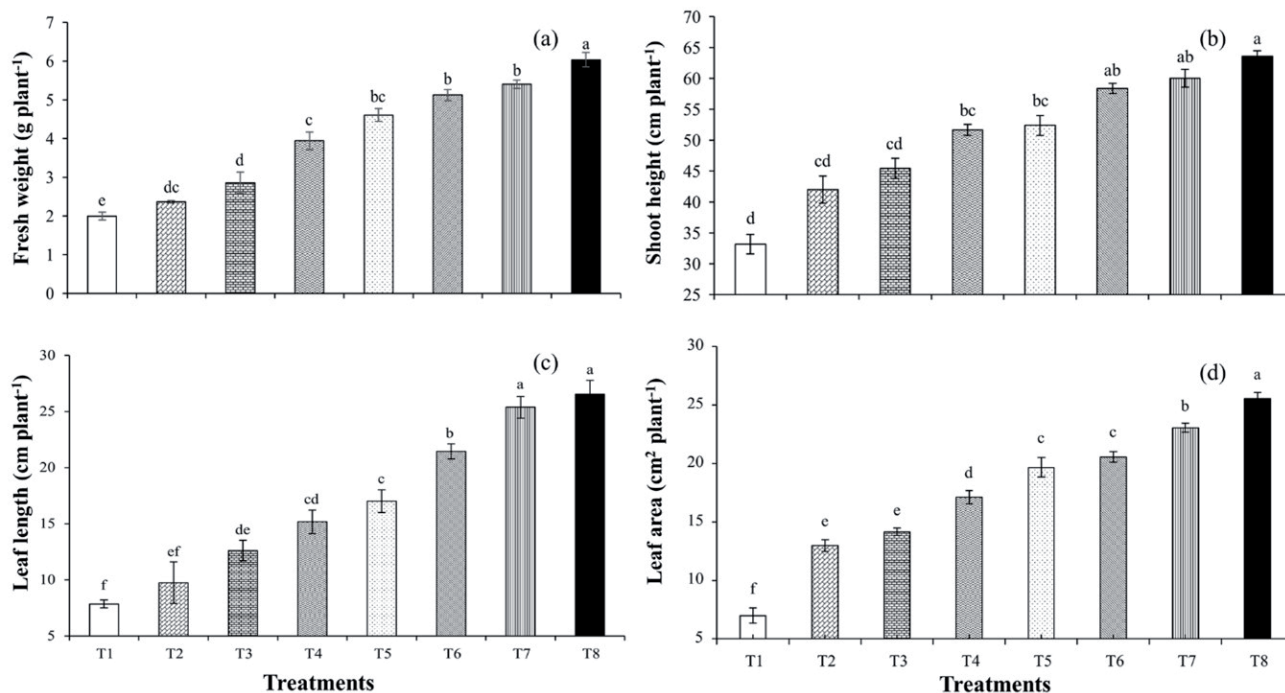 (a)
Fresh weight (g plant-1)
7
6
5
4
3
2
1
0
e
dc
d
c
bc
b
b
a
(b)
Shoot height (cm plant-1)
70
65
60
55
50
45
40
35
30
25
d
cd
cd
bc
bc
ab
ab
a
(c)
Leaf length (cm plant-1)
30
25
20
15
10
5
f
ef
de
cd
c
b
a
a
T1 T2 T3 T4 T5 T6 T7 T8
Treatments
(d)
Leaf area (cm2 plant-1)
30
25
20
15
10
5
f
e
e
d
c
c
b
a
T1 T2 T3 T4 T5 T6 T7 T8
Treatments